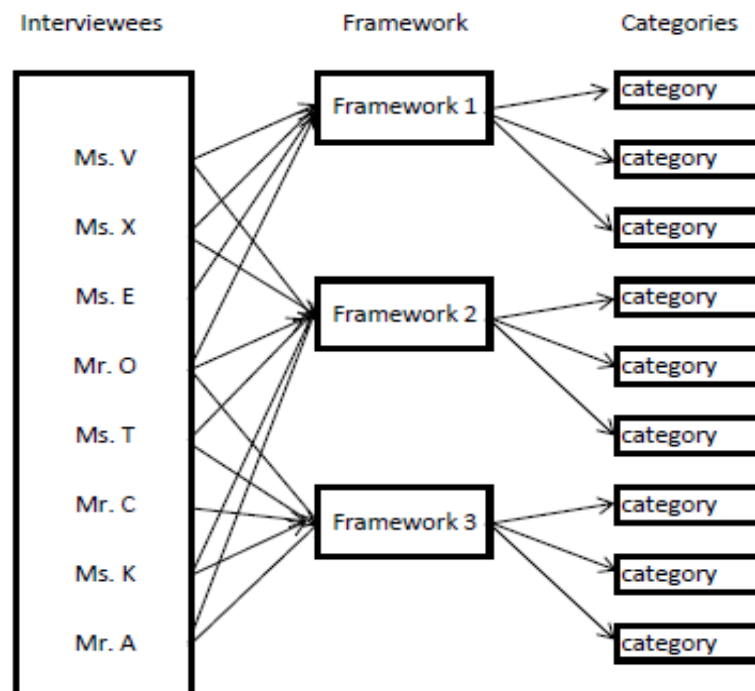 Interviewees
Framework
Categories
Ms. V
Ms. X
Ms. E
Mr. O
Ms. T
Mr. C
Ms. K
Mr. A
Framework 1
Framework 2
Framework 3
category
category
category
category
category
category
category
category
category